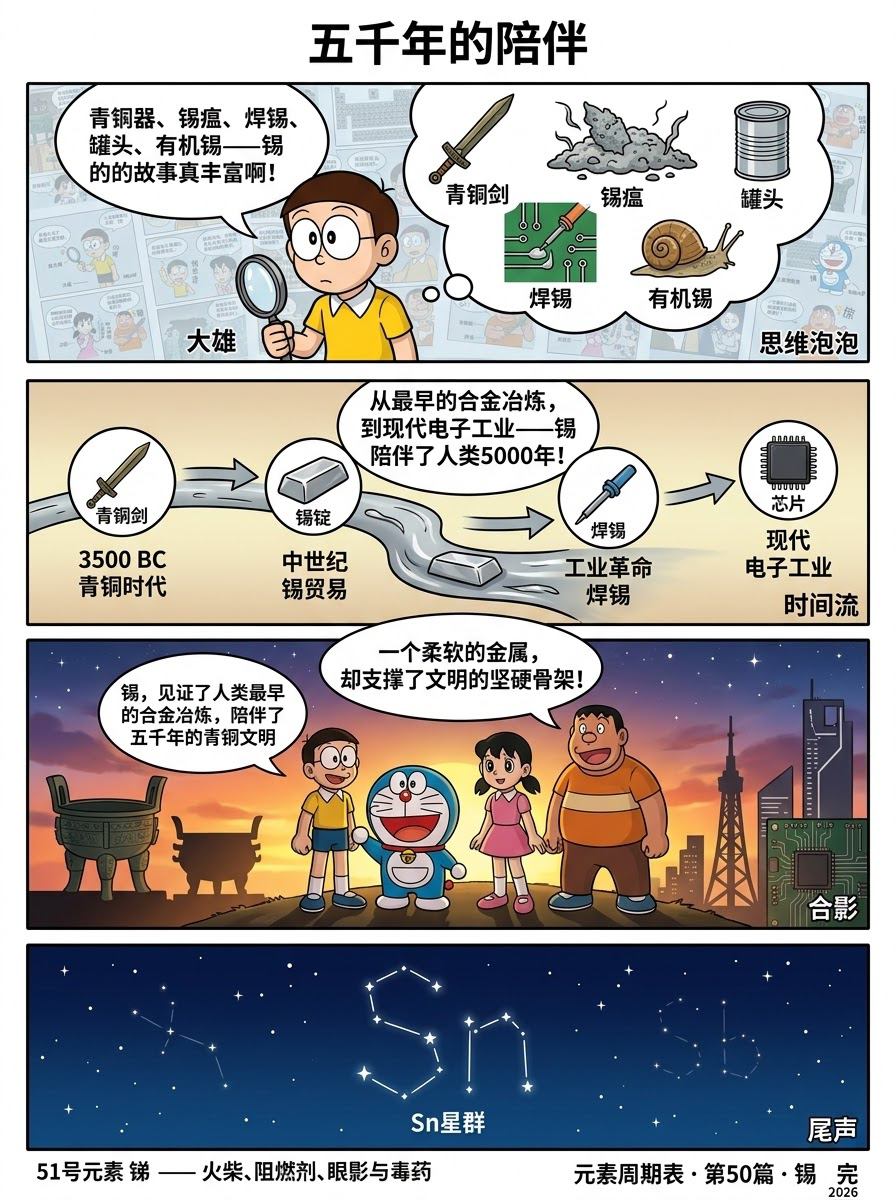 五千年的陪伴
青铜器、锡瘟、焊锡、
罐头、有机锡——锡
的的故事真丰富啊！
青铜剑
锡瘟
罐头
焊锡
有机锡
大雄
思维泡泡
从最早的合金冶炼，
到现代电子工业——锡
陪伴了人类5000年！
青铜剑
锡锭
焊锡
芯片
3500 BC
青铜时代
中世纪
锡贸易
工业革命
焊锡
现代
电子工业
时间流
锡，见证了人类最早
的合金冶炼，陪伴了
五千年的青铜文明
一个柔软的金属，
却支撑了文明的坚硬骨架！
合影
Sn
Sb
Sn星群
尾声
51号元素 锑 —— 火柴、阻燃剂、眼影与毒药
元素周期表 · 第50篇 · 锡 完
2026